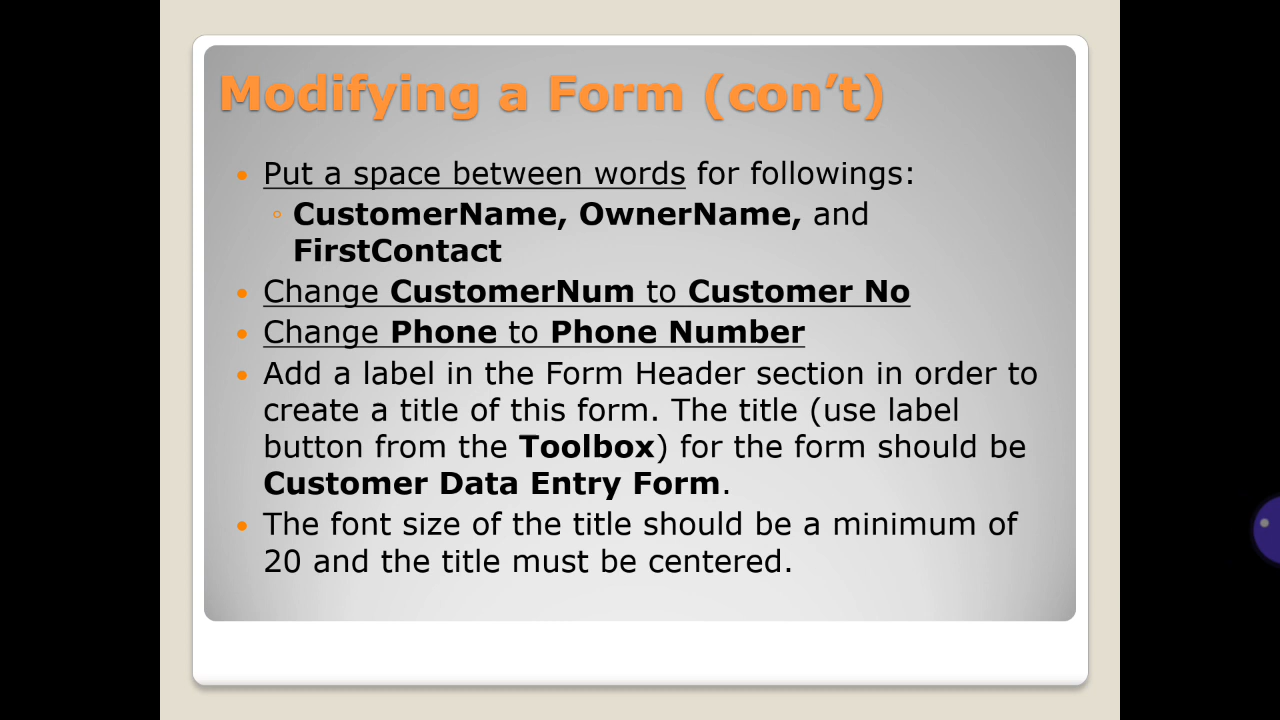 Modifying a Form (con’t)
Put a space between words for followings:
CustomerName, OwnerName, and
FirstContact
Change CustomerNum to Customer No
Change Phone to Phone Number
Add a label in the Form Header section in order to
create a title of this form. The title (use label
button from the Toolbox) for the form should be
Customer Data Entry Form.
The font size of the title should be a minimum of
20 and the title must be centered.